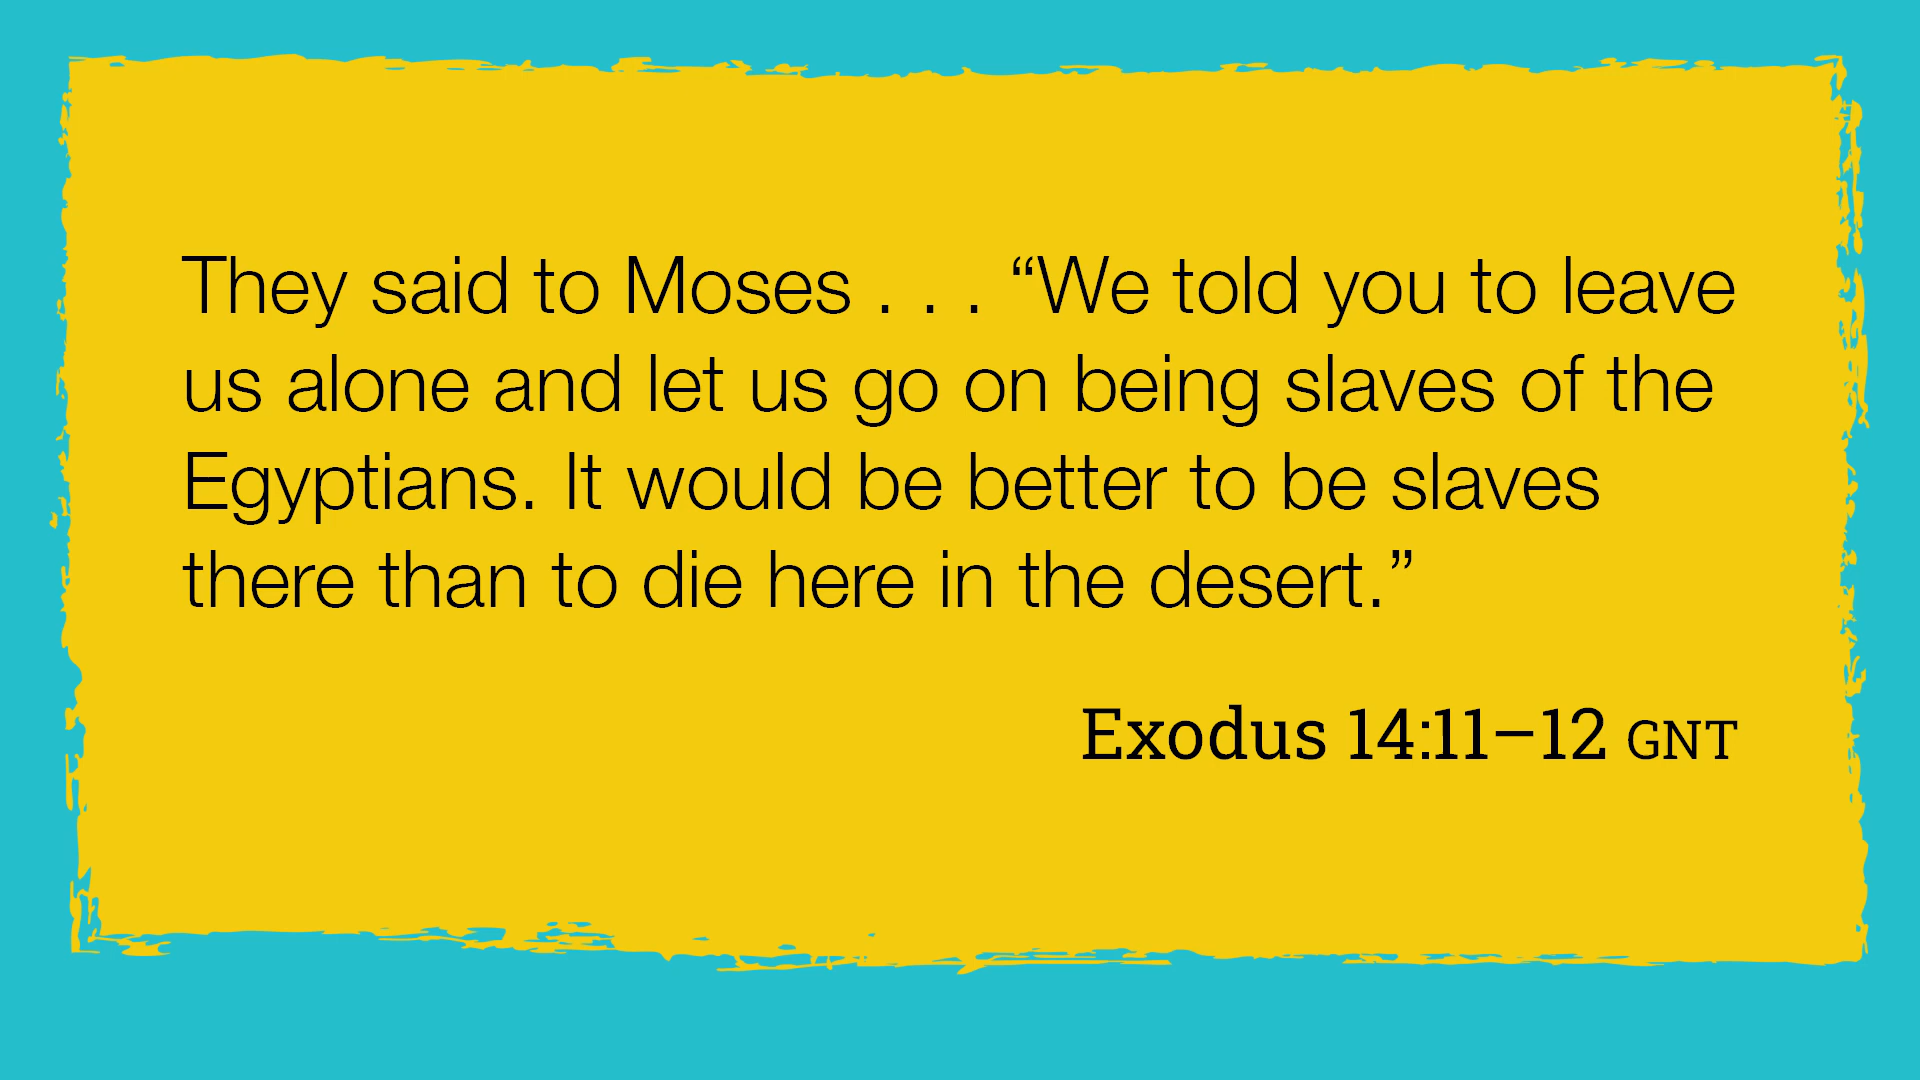 They said to Moses . . . “We told you to leave
us alone and let us go on being slaves of the
Egyptians. It would be better to be slaves
there than to die here in the desert.”
Exodus 14:11–12 GNT